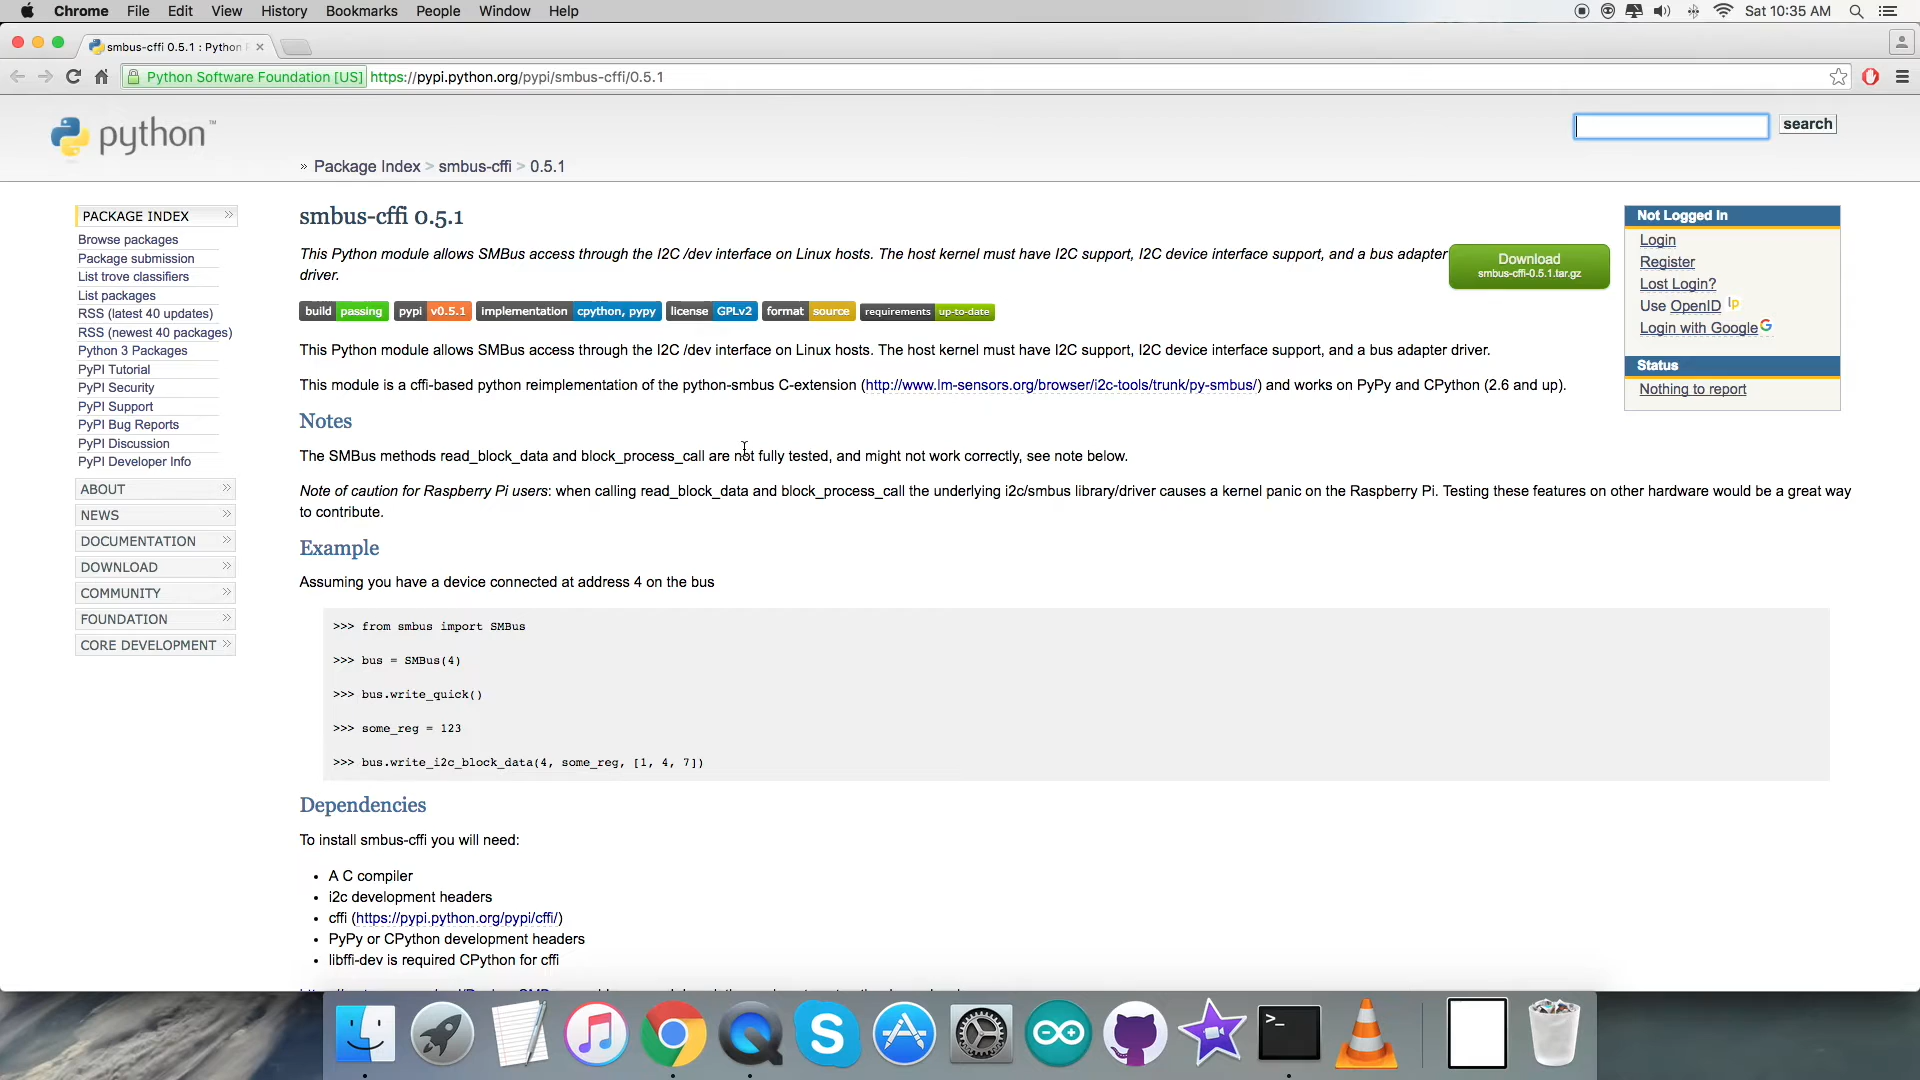 Chrome File Edit View History Bookmarks People Window Help Sat 10:35 AM
smbus-cffi 0.5.1 : Python
Python Software Foundation [US] https://pypi.python.org/pypi/smbus-cffi/0.5.1
python™
search
» Package Index > smbus-cffi > 0.5.1
PACKAGE INDEX »
Browse packages
Package submission
List trove classifiers
List packages
RSS (latest 40 updates)
RSS (newest 40 packages)
Python 3 Packages
PyPI Tutorial
PyPI Security
PyPI Support
PyPI Bug Reports
PyPI Discussion
PyPI Developer Info
ABOUT »
NEWS »
DOCUMENTATION »
DOWNLOAD »
COMMUNITY »
FOUNDATION »
CORE DEVELOPMENT »
smbus-cffi 0.5.1
This Python module allows SMBus access through the I2C /dev interface on Linux hosts. The host kernel must have I2C support, I2C device interface support, and a bus adapter
driver.
Download
smbus-cffi-0.5.1.tar.gz
build passing pypi v0.5.1 implementation cpython, pypy license GPLv2 format source requirements up-to-date
This Python module allows SMBus access through the I2C /dev interface on Linux hosts. The host kernel must have I2C support, I2C device interface support, and a bus adapter driver.
This module is a cffi-based python reimplementation of the python-smbus C-extension (http://www.lm-sensors.org/browser/i2c-tools/trunk/py-smbus/) and works on PyPy and CPython (2.6 and up).
Notes
The SMBus methods read_block_data and block_process_call are not fully tested, and might not work correctly, see note below.
Note of caution for Raspberry Pi users: when calling read_block_data and block_process_call the underlying i2c/smbus library/driver causes a kernel panic on the Raspberry Pi. Testing these features on other hardware would be a great way
to contribute.
Example
Assuming you have a device connected at address 4 on the bus
>>> from smbus import SMBus
>>> bus = SMBus(4)
>>> bus.write_quick()
>>> some_reg = 123
>>> bus.write_i2c_block_data(4, some_reg, [1, 4, 7])
Dependencies
To install smbus-cffi you will need:
• A C compiler
• i2c development headers
• cffi (https://pypi.python.org/pypi/cffi/)
• PyPy or CPython development headers
• libffi-dev is required CPython for cffi
Not Logged In
Login
Register
Lost Login?
Use OpenID lp
Login with Google G
Status
Nothing to report
S
>_